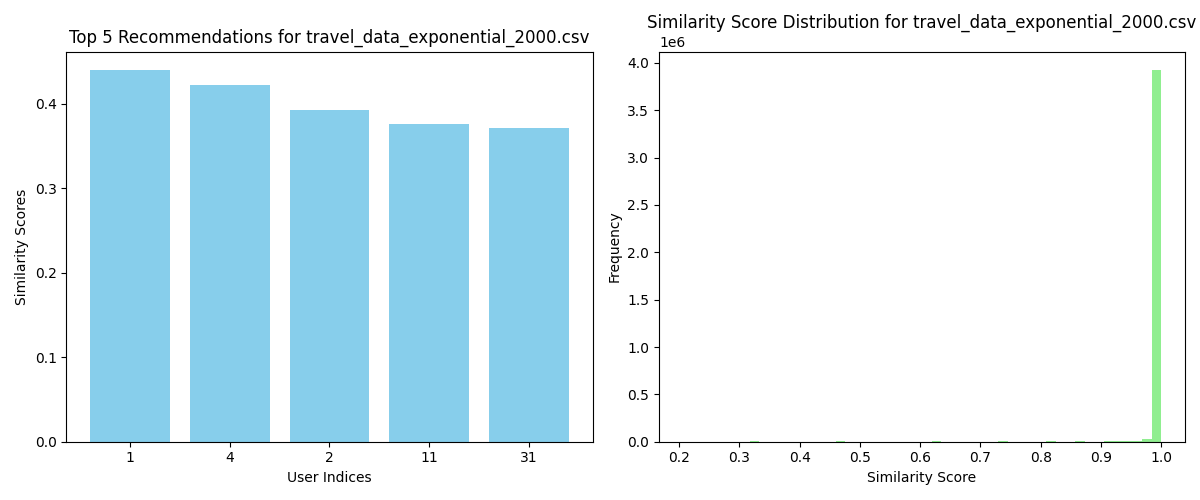 Top 5 Recommendations for travel_data_exponential_2000.csv
Similarity Scores
0.4
0.3
0.2
0.1
0.0
1 4 2 11 31
User Indices
Similarity Score Distribution for travel_data_exponential_2000.csv
1e6
Frequency
4.0
3.5
3.0
2.5
2.0
1.5
1.0
0.5
0.0
0.2 0.3 0.4 0.5 0.6 0.7 0.8 0.9 1.0
Similarity Score